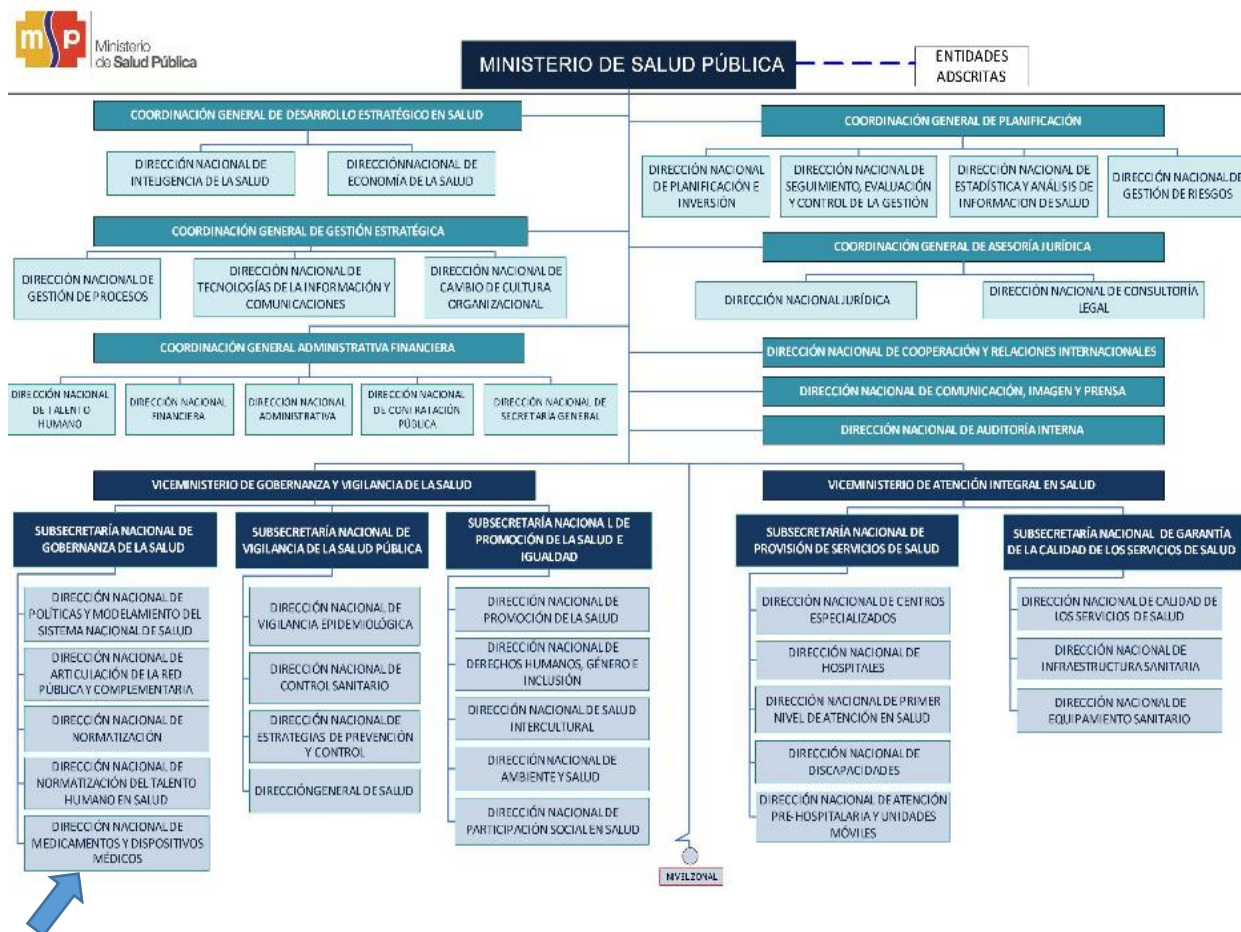 msp
Ministerio
de Salud Pública
MINISTERIO DE SALUD PÚBLICA
ENTIDADES
ADSCRITAS
COORDINACIÓN GENERAL DE DESARROLLO ESTRATÉGICO EN SALUD
DIRECCIÓN NACIONAL DE
INTELIGENCIA DE LA SALUD
DIRECCIÓN NACIONAL DE
ECONOMÍA DE LA SALUD
COORDINACIÓN GENERAL DE PLANIFICACIÓN
DIRECCIÓN NACIONAL
DE PLANIFICACIÓN E
INVERSIÓN
DIRECCIÓN NACIONAL DE
SEGUIMIENTO, EVALUACIÓN
Y CONTROL DE LA GESTIÓN
DIRECCIÓN NACIONAL DE
ESTADÍSTICA Y ANÁLISIS DE
INFORMACION DE SALUD
DIRECCIÓN NACIONAL DE
GESTIÓN DE RIESGOS
COORDINACIÓN GENERAL DE GESTIÓN ESTRATÉGICA
DIRECCIÓN NACIONAL DE
GESTIÓN DE PROCESOS
DIRECCIÓN NACIONAL DE
TECNOLOGÍAS DE LA INFORMACIÓN Y
COMUNICACIONES
DIRECCIÓN NACIONAL DE
CAMBIO DE CULTURA
ORGANIZACIONAL
COORDINACIÓN GENERAL DE ASESORÍA JURÍDICA
DIRECCIÓN NACIONAL JURÍDICA
DIRECCIÓN NACIONAL DE CONSULTORÍA
LEGAL
COORDINACIÓN GENERAL ADMINISTRATIVA FINANCIERA
DIRECCIÓN NACIONAL
DE TALENTO
HUMANO
DIRECCIÓN NACIONAL
FINANCIERA
DIRECCIÓN NACIONAL
ADMINISTRATIVA
DIRECCIÓN NACIONAL
DE CONTRATACIÓN
PÚBLICA
DIRECCIÓN NACIONAL DE
SECRETARÍA GENERAL
DIRECCIÓN NACIONAL DE COOPERACIÓN Y RELACIONES INTERNACIONALES
DIRECCIÓN NACIONAL DE COMUNICACIÓN, IMAGEN Y PRENSA
DIRECCIÓN NACIONAL DE AUDITORÍA INTERNA
VICEMINISTERIO DE GOBERNANZA Y VIGILANCIA DE LA SALUD
SUBSECRETARÍA NACIONAL DE
GOBERNANZA DE LA SALUD
DIRECCIÓN NACIONAL DE
POLÍTICAS Y MODELAMIENTO DEL
SISTEMA NACIONAL DE SALUD
DIRECCIÓN NACIONAL DE
ARTICULACIÓN DE LA RED
PÚBLICA Y COMPLEMENTARIA
DIRECCIÓN NACIONAL DE
NORMATIZACIÓN
DIRECCIÓN NACIONAL DE
NORMATIZACIÓN DEL TALENTO
HUMANO EN SALUD
DIRECCIÓN NACIONAL DE
MEDICAMENTOS Y DISPOSITIVOS
MÉDICOS
SUBSECRETARÍA NACIONAL DE
VIGILANCIA DE LA SALUD PÚBLICA
DIRECCIÓN NACIONAL DE
VIGILANCIA EPIDEMIOLÓGICA
DIRECCIÓN NACIONAL DE
CONTROL SANITARIO
DIRECCIÓN NACIONAL DE
ESTRATEGIAS DE PREVENCIÓN
Y CONTROL
DIRECCIÓN GENERAL DE SALUD
SUBSECRETARÍA NACIONA L DE
PROMOCIÓN DE LA SALUD E
IGUALDAD
DIRECCIÓN NACIONAL DE
PROMOCIÓN DE LA SALUD
DIRECCIÓN NACIONAL DE
DERECHOS HUMANOS, GÉNERO E
INCLUSIÓN
DIRECCIÓN NACIONAL DE SALUD
INTERCULTURAL
DIRECCIÓN NACIONAL DE
AMBIENTE Y SALUD
DIRECCIÓN NACIONAL DE
PARTICIPACIÓN SOCIAL EN SALUD
VICEMINISTERIO DE ATENCIÓN INTEGRAL EN SALUD
SUBSECRETARÍA NACIONAL DE
PROVISIÓN DE SERVICIOS DE SALUD
DIRECCIÓN NACIONAL DE CENTROS
ESPECIALIZADOS
DIRECCIÓN NACIONAL DE
HOSPITALES
DIRECCIÓN NACIONAL DE PRIMER
NIVEL DE ATENCIÓN EN SALUD
DIRECCIÓN NACIONAL DE
DISCAPACIDADES
DIRECCIÓN NACIONAL DE ATENCIÓN
PRE-HOSPITALARIA Y UNIDADES
MÓVILES
SUBSECRETARÍA NACIONAL DE GARANTÍA
DE LA CALIDAD DE LOS SERVICIOS DE SALUD
DIRECCIÓN NACIONAL DE CALIDAD DE
LOS SERVICIOS DE SALUD
DIRECCIÓN NACIONAL DE
INFRAESTRUCTURA SANITARIA
DIRECCIÓN NACIONAL DE
EQUIPAMIENTO SANITARIO
NIVEL ZONAL